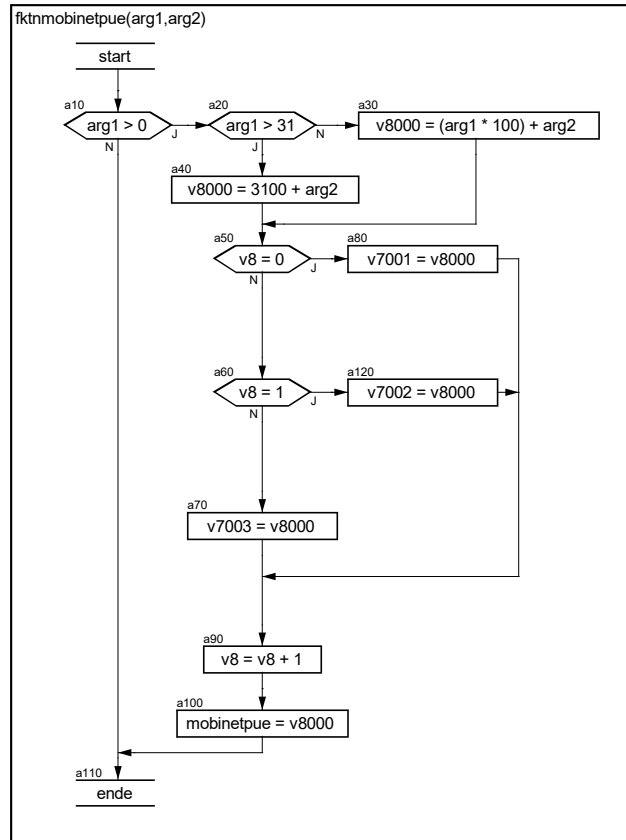 fktnmobinetpue(arg1,arg2)
start
a10
arg1 > 0
J
N
a20
arg1 > 31
N
J
a30
v8000 = (arg1 * 100) + arg2
a40
v8000 = 3100 + arg2
a50
v8 = 0
J
N
a80
v7001 = v8000
a60
v8 = 1
J
N
a120
v7002 = v8000
a70
v7003 = v8000
a90
v8 = v8 + 1
a100
mobinetpue = v8000
a110
ende